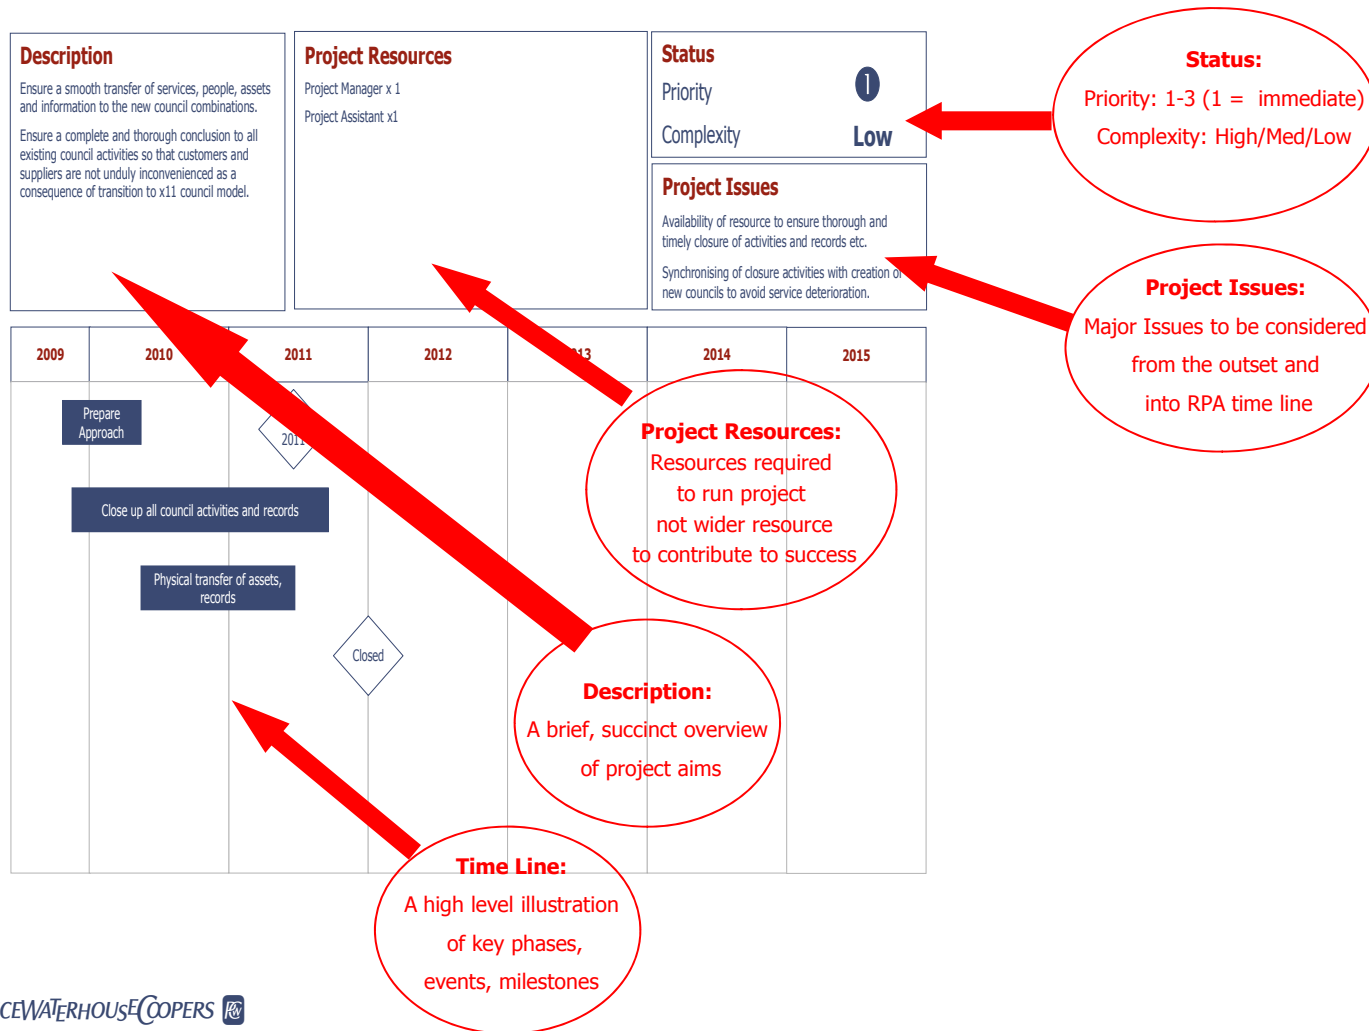 Description
Ensure a smooth transfer of services, people, assets
and information to the new council combinations.
Ensure a complete and thorough conclusion to all
existing council activities so that customers and
suppliers are not unduly inconvenienced as a
consequence of transition to x11 council model.
Project Resources
Project Manager x 1
Project Assistant x1
Status
Priority 1
Complexity Low
Project Issues
Availability of resource to ensure thorough and
timely closure of activities and records etc.
Synchronising of closure activities with creation of
new councils to avoid service deterioration.
Status:
Priority: 1-3 (1 = immediate)
Complexity: High/Med/Low
Project Issues:
Major Issues to be considered
from the outset and
into RPA time line
2009 2010 2011 2012 2013 2014 2015
Prepare
Approach
2011
Close up all council activities and records
Physical transfer of assets,
records
Closed
Project Resources:
Resources required
to run project
not wider resource
to contribute to success
Description:
A brief, succinct overview
of project aims
Time Line:
A high level illustration
of key phases,
events, milestones
CEWATERHOUSECOOPERS PwC